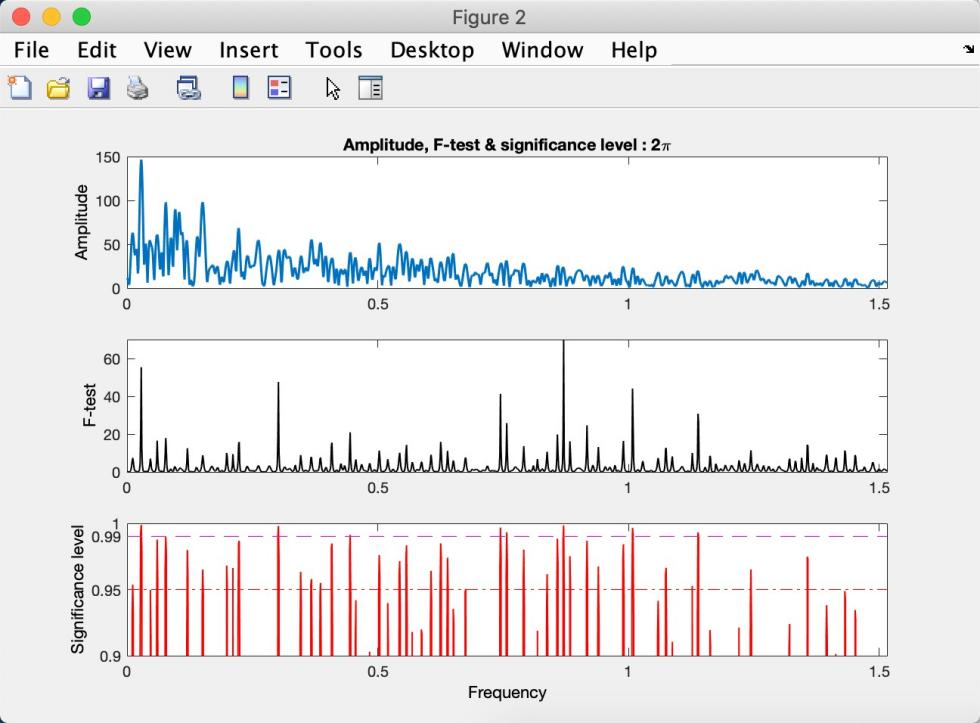 Figure 2
File Edit View Insert Tools Desktop Window Help
Amplitude, F-test & significance level : 2π
Amplitude
150
100
50
0
0 0.5 1 1.5
F-test
60
40
20
0
0 0.5 1 1.5
Significance level
1
0.99
0.95
0.9
0 0.5 1 1.5
Frequency